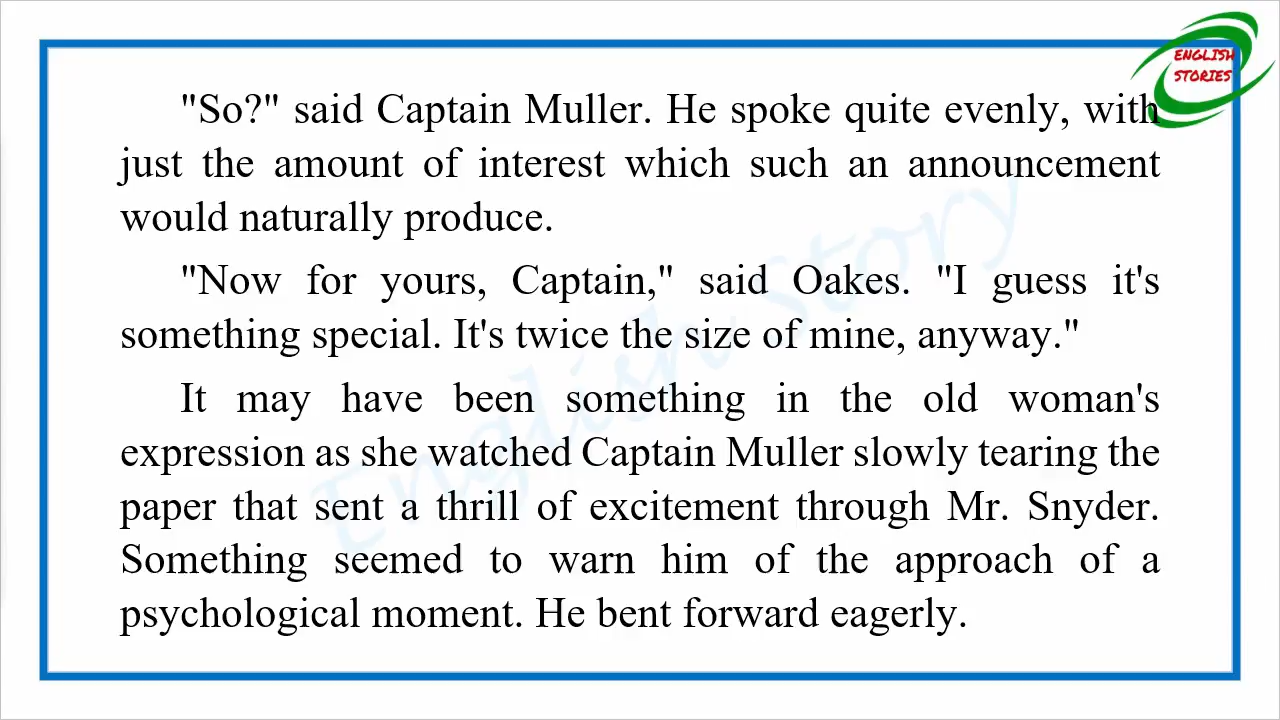 ENGLISH
STORIES
"So?" said Captain Muller. He spoke quite evenly, with
just the amount of interest which such an announcement
would naturally produce.
"Now for yours, Captain," said Oakes. "I guess it's
something special. It's twice the size of mine, anyway."
It may have been something in the old woman's
expression as she watched Captain Muller slowly tearing the
paper that sent a thrill of excitement through Mr. Snyder.
Something seemed to warn him of the approach of a
psychological moment. He bent forward eagerly.
English Story